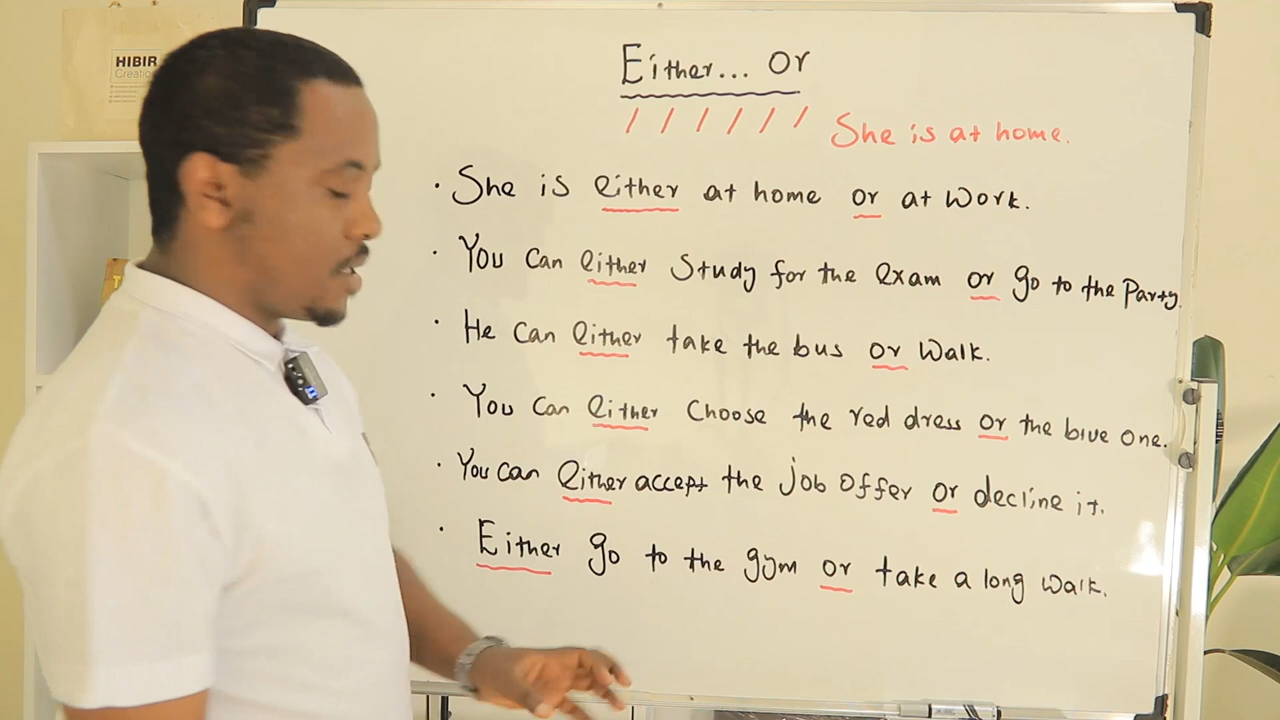 HIBIR
Creation
Either... Or
She is at home.
• She is either at home or at work.
• You can either study for the exam or go to the Party.
• He can either take the bus or walk.
• You can either choose the red dress or the blue one.
• You can either accept the job offer or decline it.
• Either go to the gym or take a long walk.